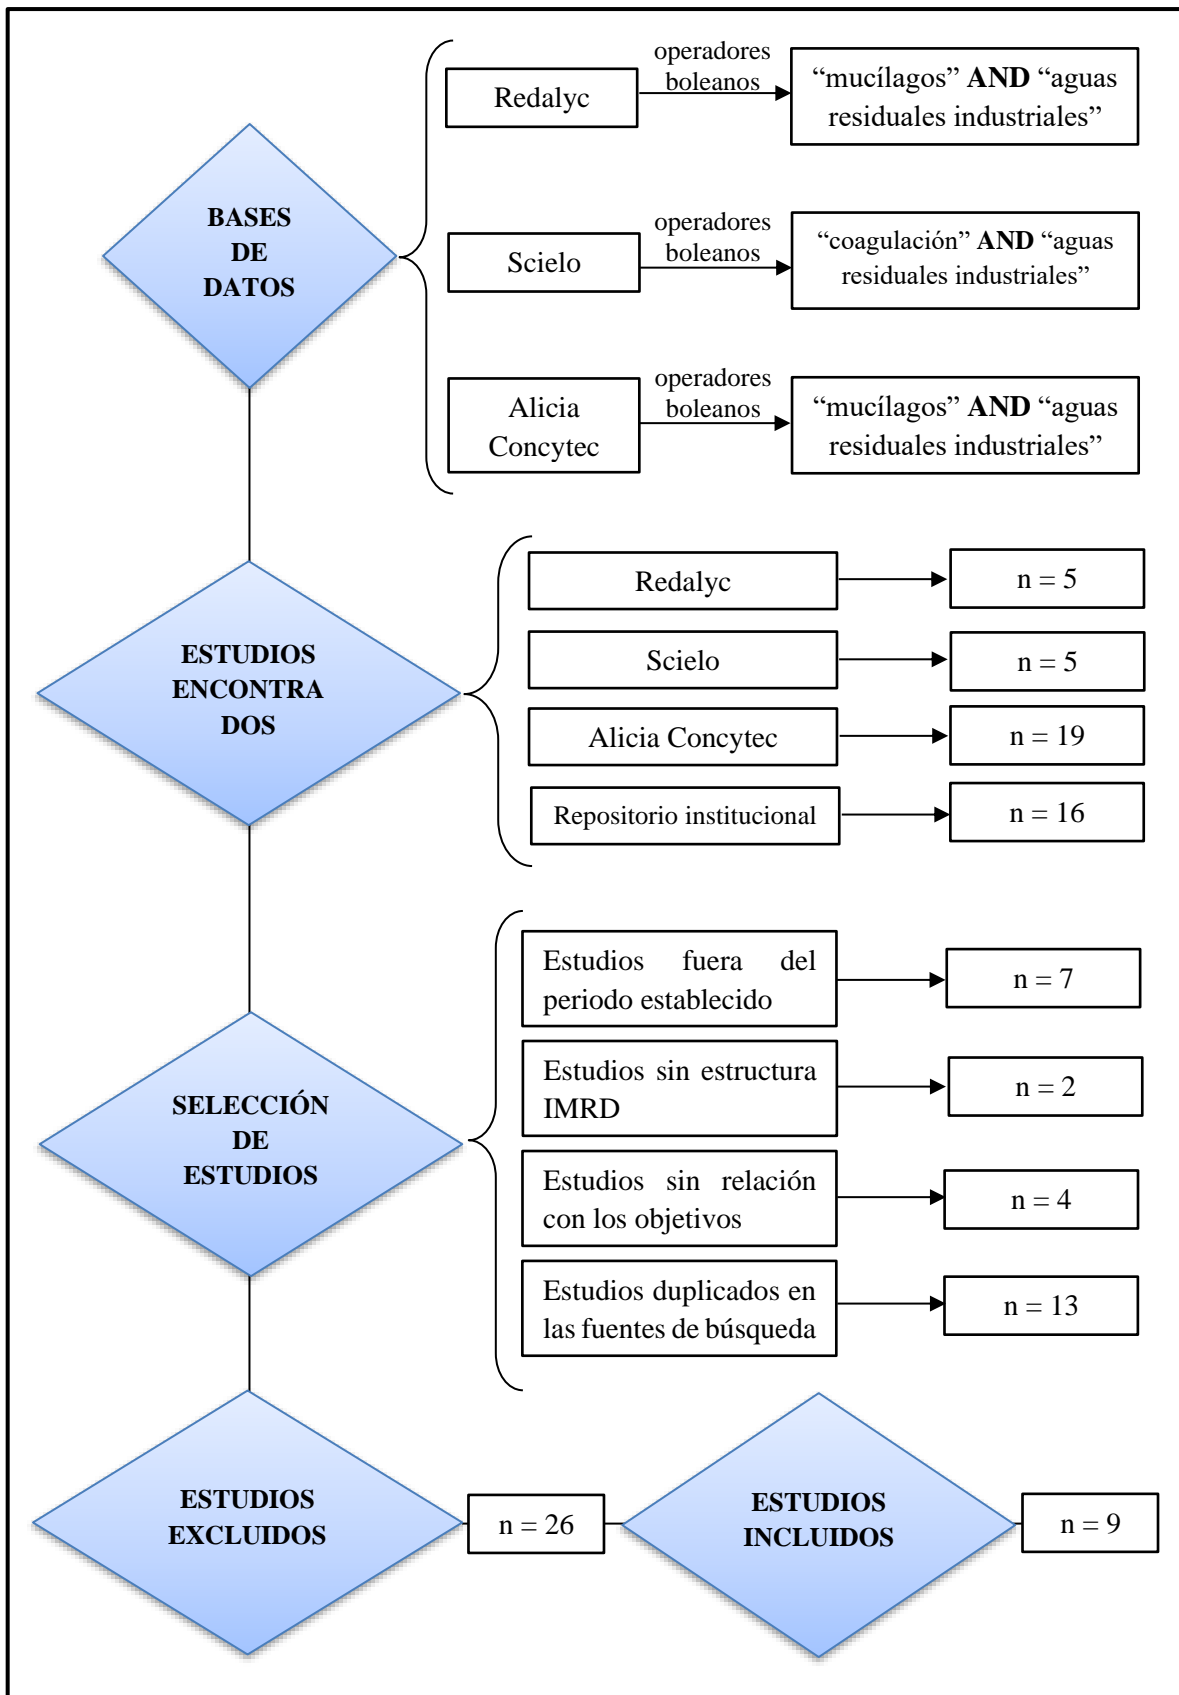 BASES
DE
DATOS
Redalyc
operadores
boleanos
“mucílagos” AND “aguas
residuales industriales”
Scielo
operadores
boleanos
“coagulación” AND “aguas
residuales industriales”
Alicia
Concytec
operadores
boleanos
“mucílagos” AND “aguas
residuales industriales”
ESTUDIOS
ENCONTRA
DOS
Redalyc
n = 5
Scielo
n = 5
Alicia Concytec
n = 19
Repositorio institucional
n = 16
SELECCIÓN
DE
ESTUDIOS
Estudios fuera del
periodo establecido
n = 7
Estudios sin estructura
IMRD
n = 2
Estudios sin relación
con los objetivos
n = 4
Estudios duplicados en
las fuentes de búsqueda
n = 13
ESTUDIOS
EXCLUIDOS
n = 26
ESTUDIOS
INCLUIDOS
n = 9